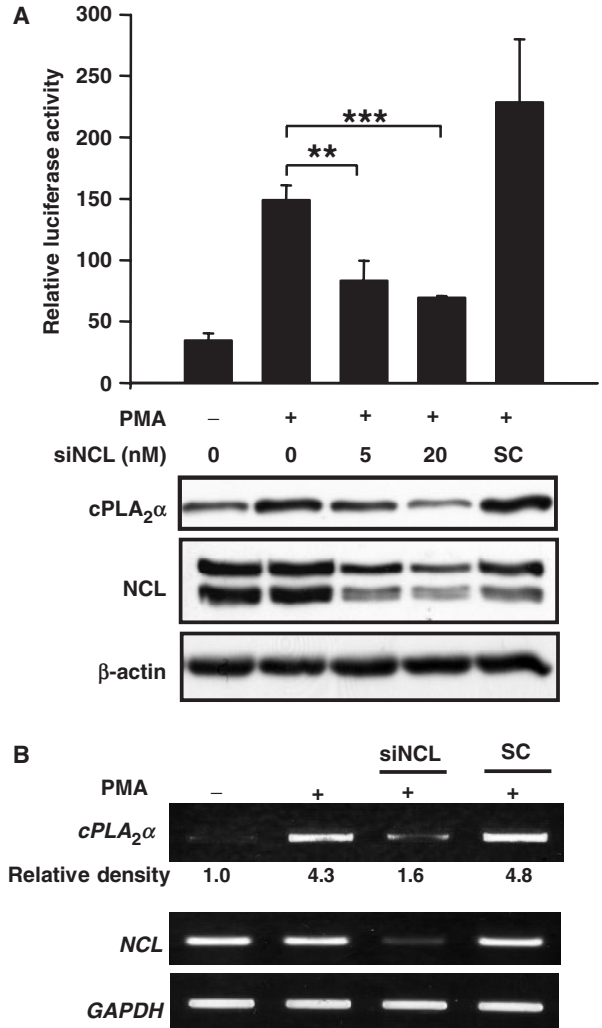 A
300
250
200
150
100
50
0
Relative luciferase activity
***
**
PMA − + + + +
siNCL (nM) 0 0 5 20 SC
cPLA₂α
NCL
β-actin
B
siNCL SC
PMA − + + +
cPLA₂α
Relative density 1.0 4.3 1.6 4.8
NCL
GAPDH